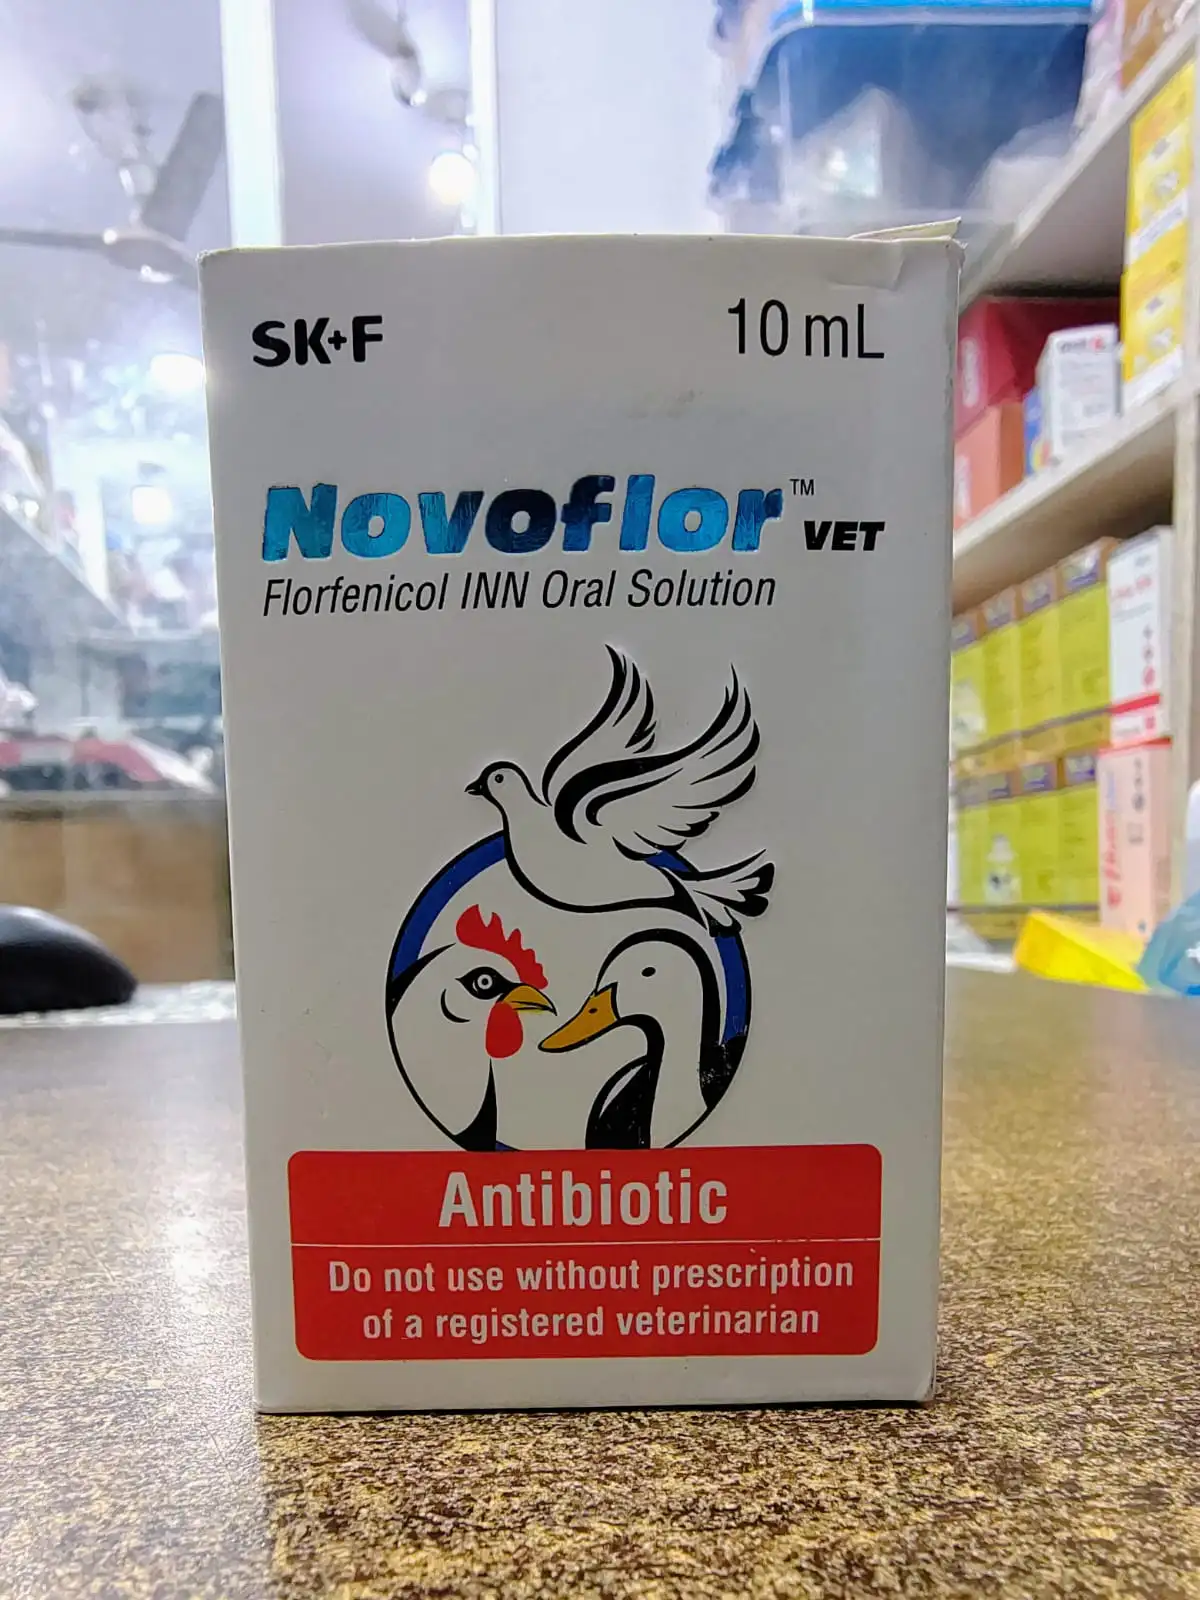 SK+F
10 mL
Novoflor™ VET
Florfenicol INN Oral Solution
Antibiotic
Do not use without prescription
of a registered veterinarian